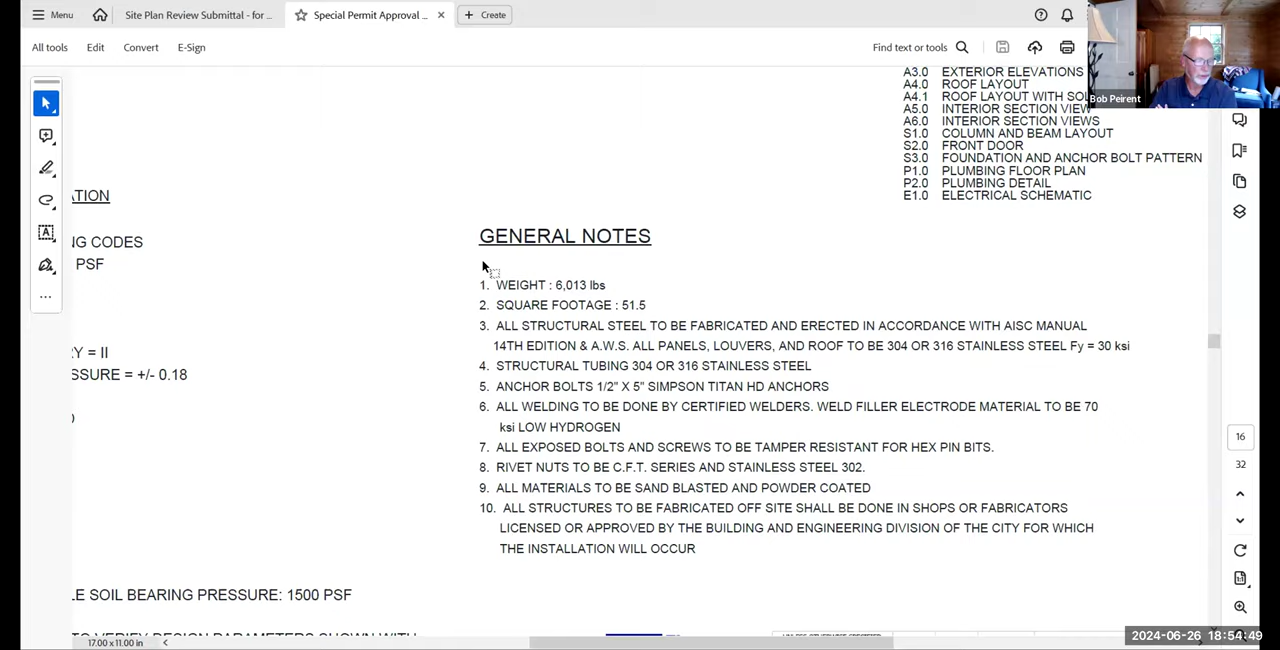 Menu
Site Plan Review Submittal - for ...
Special Permit Approval ...
Create
All tools
Edit
Convert
E-Sign
Find text or tools
Bob Peirent
A3.0 EXTERIOR ELEVATIONS
A4.0 ROOF LAYOUT
A4.1 ROOF LAYOUT WITH
A5.0 INTERIOR SECTION VIEW
A6.0 INTERIOR SECTION VIEWS
S1.0 COLUMN AND BEAM LAYOUT
S2.0 FRONT DOOR
S3.0 FOUNDATION AND ANCHOR BOLT PATTERN
P1.0 PLUMBING FLOOR PLAN
P2.0 PLUMBING DETAIL
E1.0 ELECTRICAL SCHEMATIC
ATION
NG CODES
PSF
RY = II
SSURE = +/- 0.18
LE SOIL BEARING PRESSURE: 1500 PSF
GENERAL NOTES
1. WEIGHT : 6,013 lbs
2. SQUARE FOOTAGE : 51.5
3. ALL STRUCTURAL STEEL TO BE FABRICATED AND ERECTED IN ACCORDANCE WITH AISC MANUAL
14TH EDITION & A.W.S. ALL PANELS, LOUVERS, AND ROOF TO BE 304 OR 316 STAINLESS STEEL Fy = 30 ksi
4. STRUCTURAL TUBING 304 OR 316 STAINLESS STEEL
5. ANCHOR BOLTS 1/2" X 5" SIMPSON TITAN HD ANCHORS
6. ALL WELDING TO BE DONE BY CERTIFIED WELDERS. WELD FILLER ELECTRODE MATERIAL TO BE 70
ksi LOW HYDROGEN
7. ALL EXPOSED BOLTS AND SCREWS TO BE TAMPER RESISTANT FOR HEX PIN BITS.
8. RIVET NUTS TO BE C.F.T. SERIES AND STAINLESS STEEL 302.
9. ALL MATERIALS TO BE SAND BLASTED AND POWDER COATED
10. ALL STRUCTURES TO BE FABRICATED OFF SITE SHALL BE DONE IN SHOPS OR FABRICATORS
LICENSED OR APPROVED BY THE BUILDING AND ENGINEERING DIVISION OF THE CITY FOR WHICH
THE INSTALLATION WILL OCCUR
16
32
17.00 x 11.00 in
2024-06-26 18:54:49